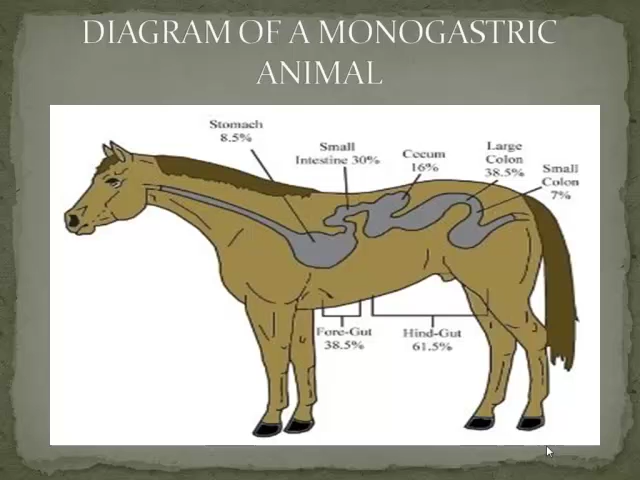 DIAGRAM OF A MONOGASTRIC
ANIMAL
Stomach
8.5%
Small
Intestine 30%
Cecum
16%
Large
Colon
38.5%
Small
Colon
7%
Fore-Gut
38.5%
Hind-Gut
61.5%